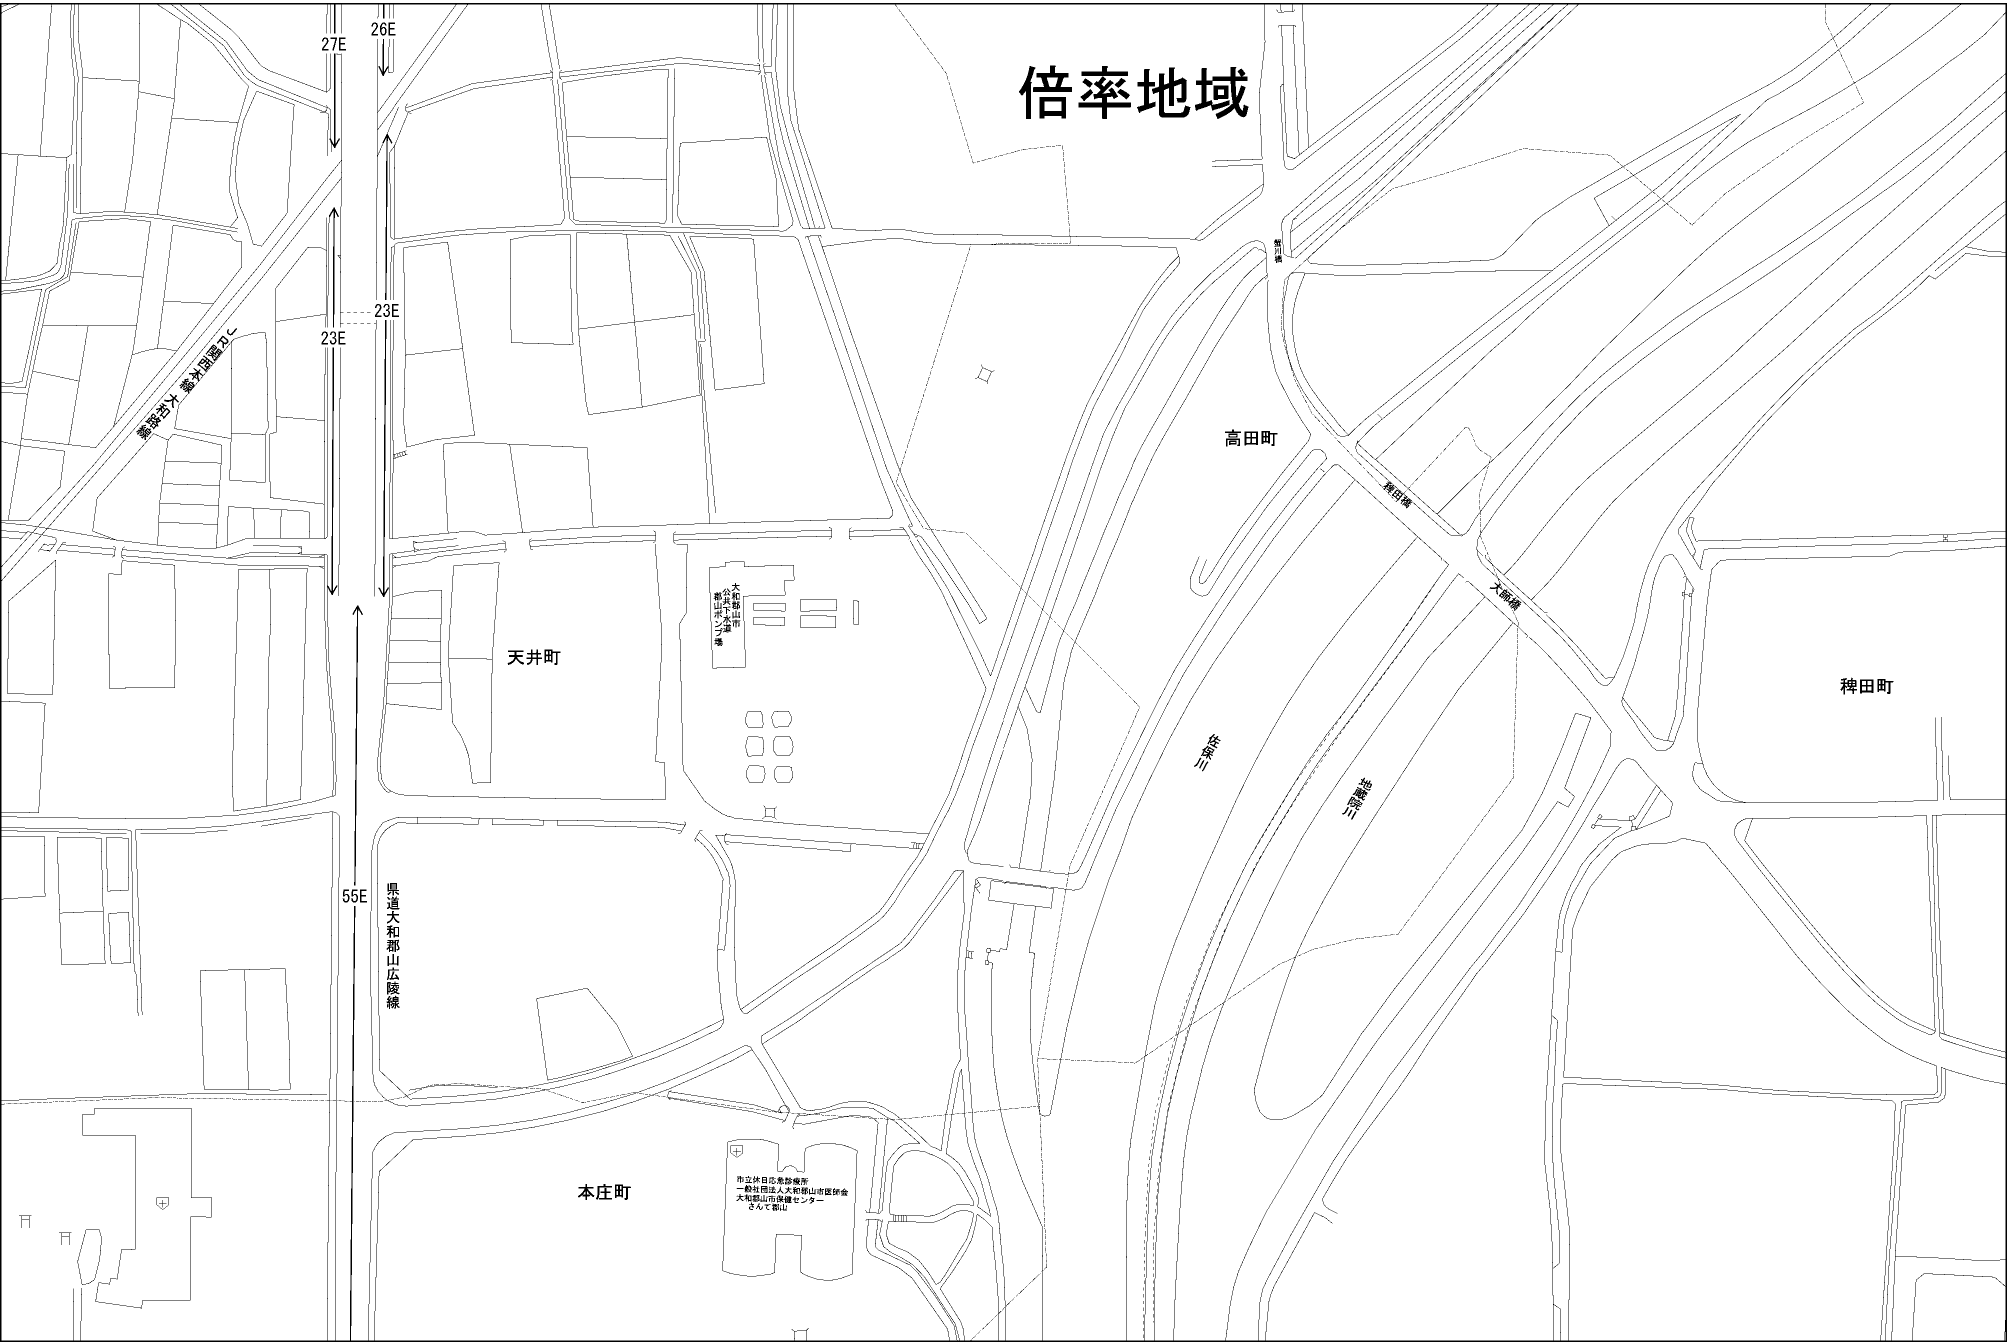 27E
26E
倍率地域
蟹川橋
23E
23E
JR関西本線 大和路線
高田町
稗田橋
大師橋
大和郡山市
公共下水道
郡山ポンプ場
天井町
稗田町
佐保川
地蔵院川
55E
県道大和郡山広陵線
本庄町
市立休日応急診療所
一般社団法人大和郡山市医師会
大和郡山市保健センター
さんて郡山